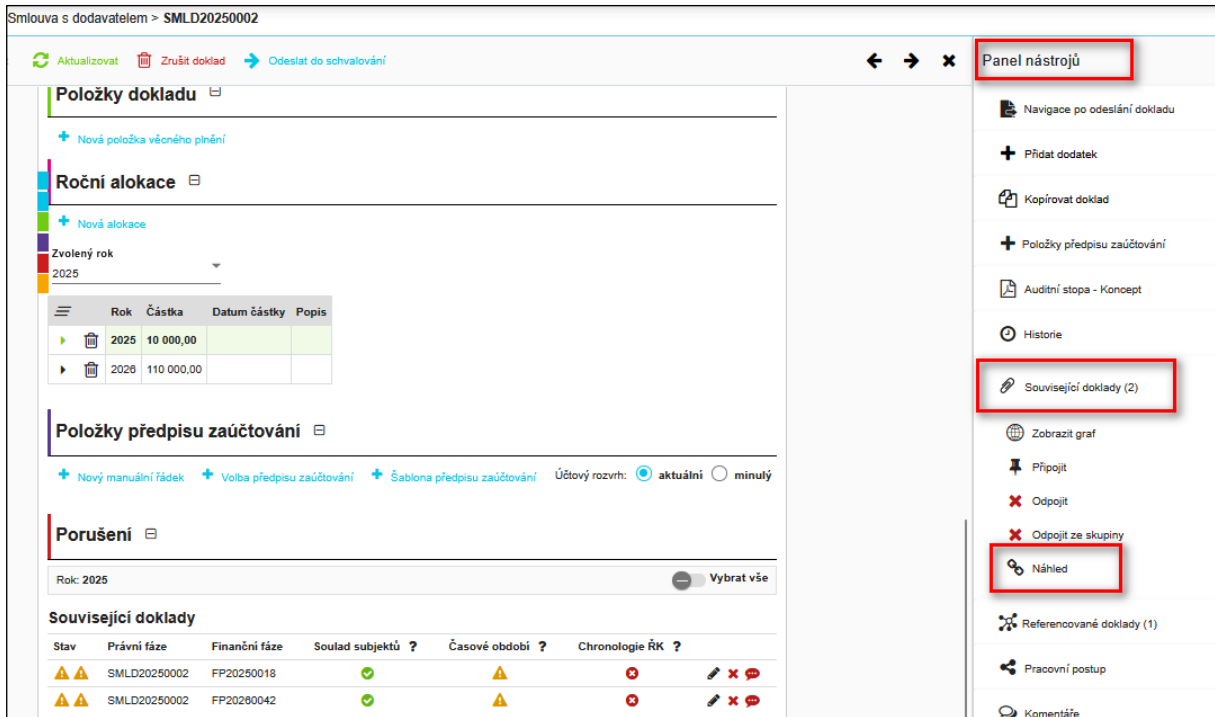 Smlouva s dodavatelem > SMLD20250002
Aktualizovat Zrušit doklad Odeslat do schvalování
Položky dokladu
Nová položka věcného plnění
Roční alokace
Nová alokace
Zvolený rok
2025
Rok Částka Datum částky Popis
2025 10 000,00
2026 110 000,00
Položky předpisu zaúčtování
Nový manuální řádek Volba předpisu zaúčtování Šablona předpisu zaúčtování Účtový rozvrh: aktuální minulý
Porušení
Rok: 2025 Vybrat vše
Související doklady
Stav Právní fáze Finanční fáze Soulad subjektů ? Časové období ? Chronologie ŘK ?
SMLD20250002 FP20250018
SMLD20250002 FP20260042
Panel nástrojů
Navigace po odeslání dokladu
Přidat dodatek
Kopírovat doklad
Položky předpisu zaúčtování
Auditní stopa - Koncept
Historie
Související doklady (2)
Zobrazit graf
Připojit
Odpojit
Odpojit ze skupiny
Náhled
Referencované doklady (1)
Pracovní postup
Komentáře